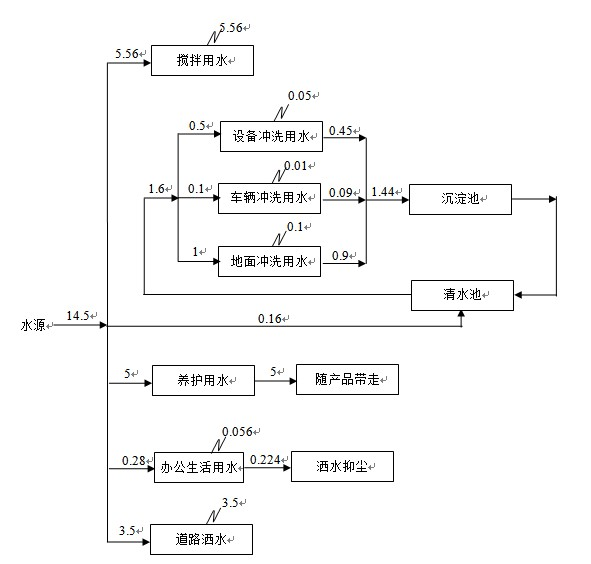 5.56
5.56
搅拌用水
0.05
0.5
设备冲洗用水
0.45
0.01
1.6
0.1
车辆冲洗用水
0.09
1.44
沉淀池
0.1
1
地面冲洗用水
0.9
清水池
水源
14.5
0.16
5
养护用水
5
随产品带走
0.056
0.28
办公生活用水
0.224
洒水抑尘
3.5
3.5
道路洒水